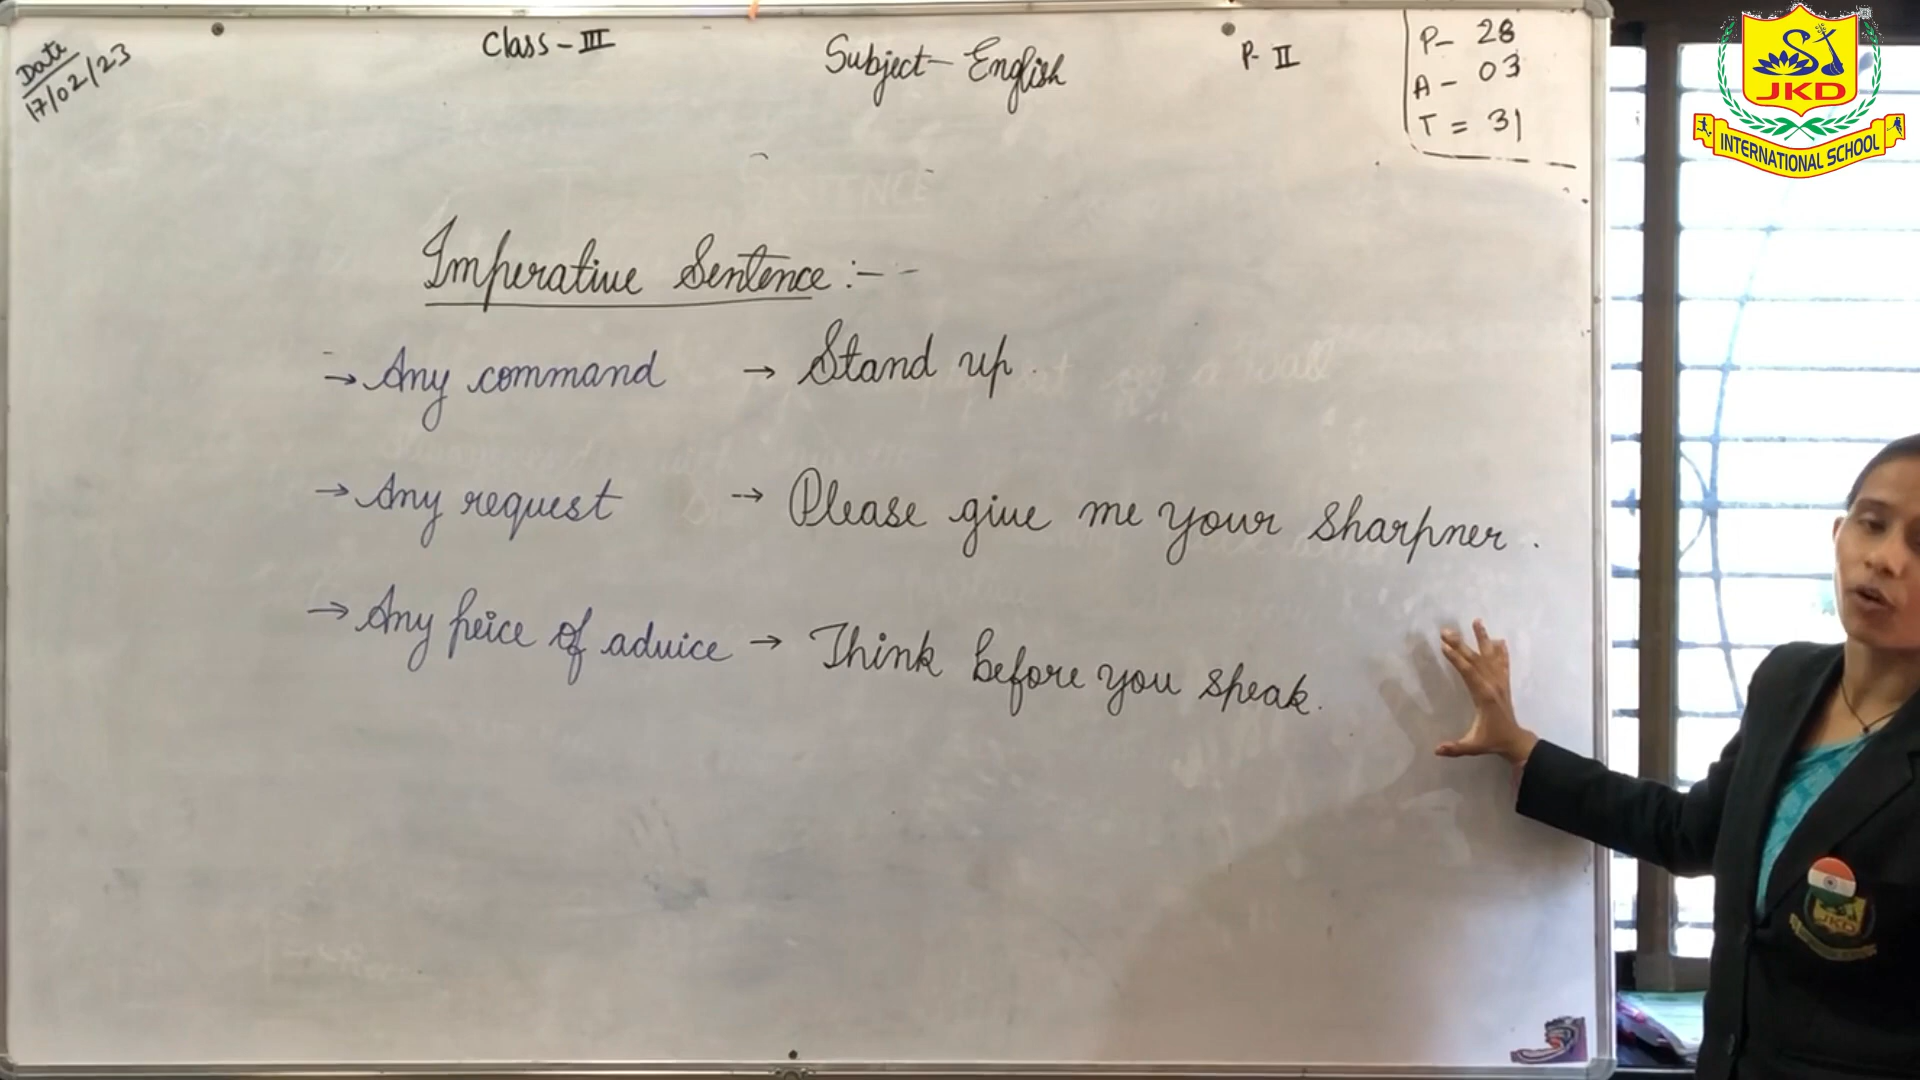 Date
17/02/23
Class - III
Subject - English
P- II
P- 28
A - 03
T = 31
JKD
INTERNATIONAL SCHOOL
Imperative Sentence :-
→ Any command → Stand up.
→ Any request → Please give me your sharpner.
→ Any peice of advice → Think before you speak.
JKD